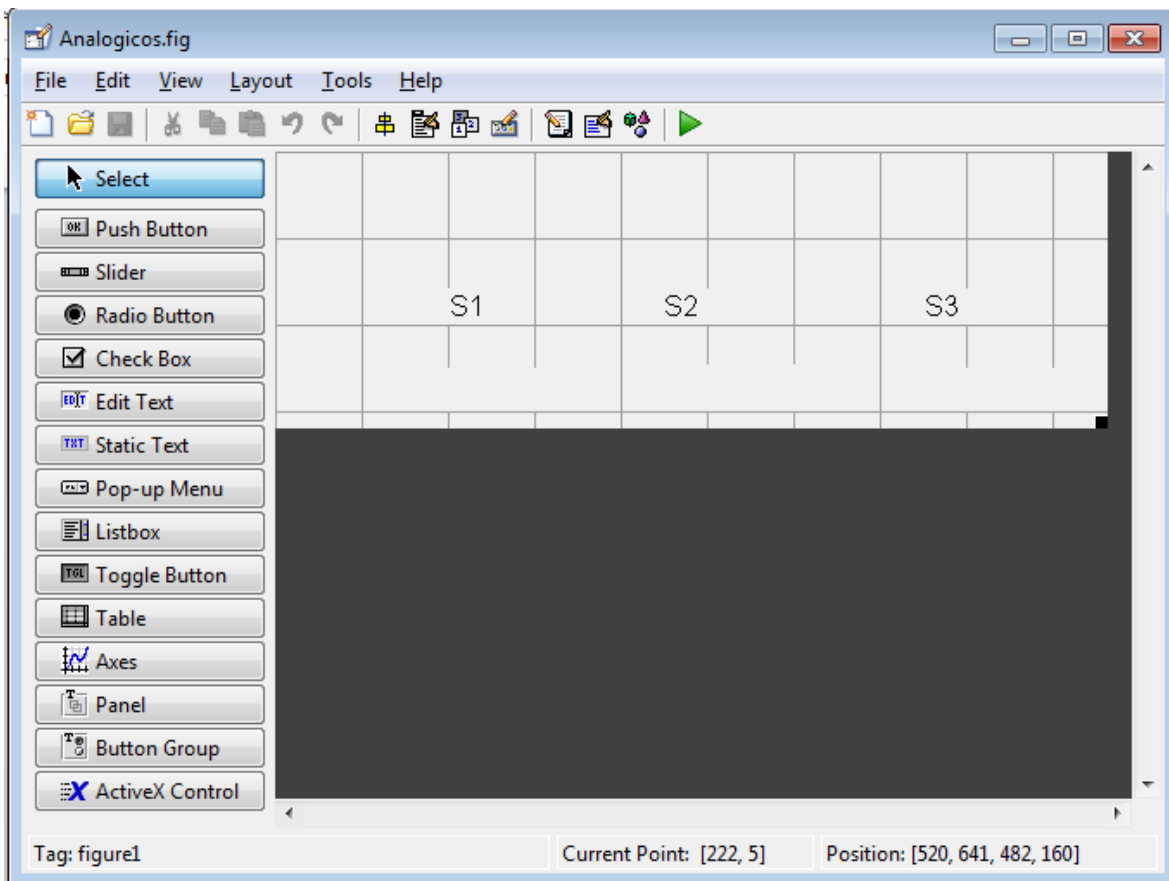 Analogicos.fig
File Edit View Layout Tools Help
Select
Push Button
Slider
Radio Button
Check Box
Edit Text
Static Text
Pop-up Menu
Listbox
Toggle Button
Table
Axes
Panel
Button Group
ActiveX Control
S1 S2 S3
Tag: figure1 Current Point: [222, 5] Position: [520, 641, 482, 160]